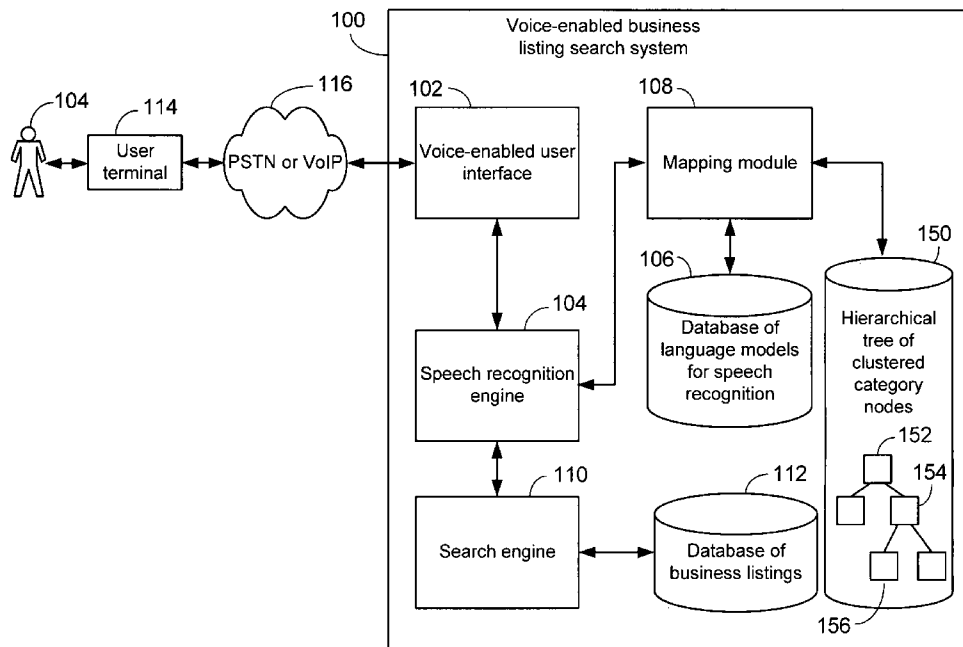 100
Voice-enabled business
listing search system
104
114
116
102
108
User
terminal
PSTN or VoIP
Voice-enabled user
interface
Mapping module
106
150
104
Database of
language models
for speech
recognition
Hierarchical
tree of
clustered
category
nodes
Speech recognition
engine
152
154
110
112
Search engine
Database of
business listings
156